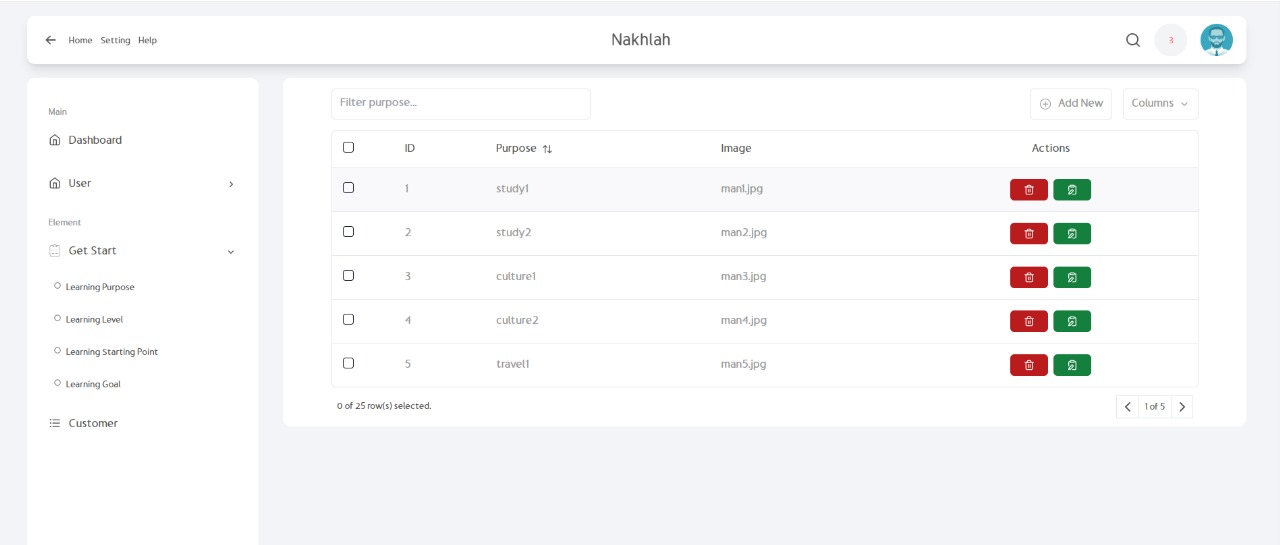 Home Setting Help Nakhlah 3
Main
Dashboard
User
Element
Get Start
Learning Purpose
Learning Level
Learning Starting Point
Learning Goal
Customer
Filter purpose... Add New Columns
ID Purpose Image Actions
1 study1 man1.jpg
2 study2 man2.jpg
3 culture1 man3.jpg
4 culture2 man4.jpg
5 travel1 man5.jpg
0 of 25 row(s) selected. 1 of 5